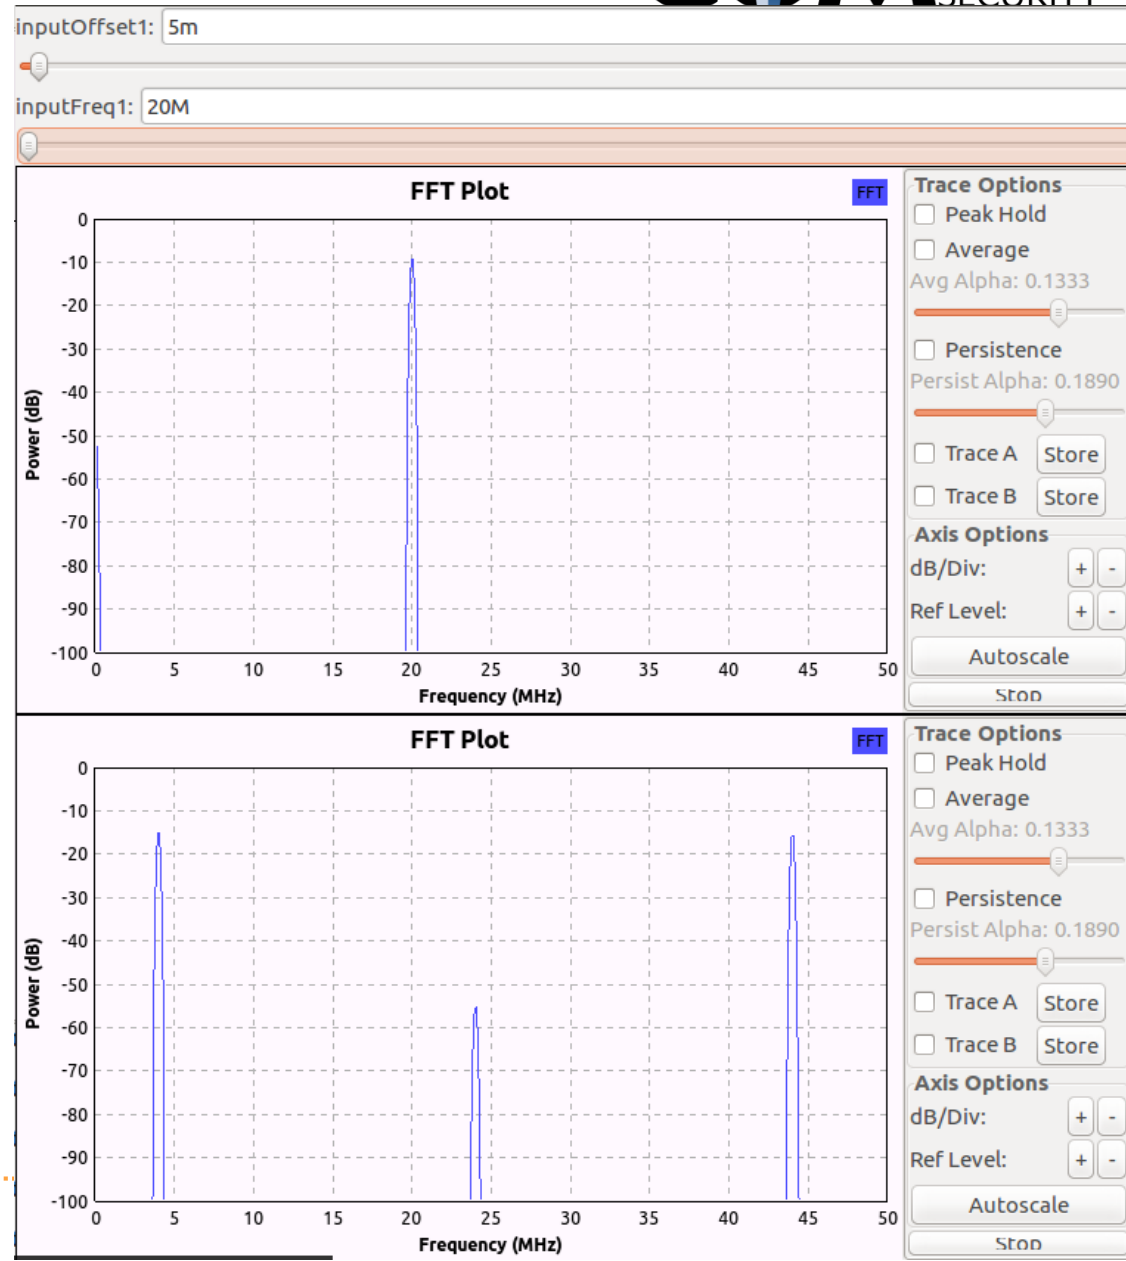 SECURITY
inputOffset1: 5m
inputFreq1: 20M
FFT Plot
FFT
0
-10
-20
-30
-40
-50
-60
-70
-80
-90
-100
Power (dB)
0 5 10 15 20 25 30 35 40 45 50
Frequency (MHz)
Trace Options
Peak Hold
Average
Avg Alpha: 0.1333
Persistence
Persist Alpha: 0.1890
Trace A Store
Trace B Store
Axis Options
dB/Div: + -
Ref Level: + -
Autoscale
Stop
FFT Plot
FFT
0
-10
-20
-30
-40
-50
-60
-70
-80
-90
-100
Power (dB)
0 5 10 15 20 25 30 35 40 45 50
Frequency (MHz)
Trace Options
Peak Hold
Average
Avg Alpha: 0.1333
Persistence
Persist Alpha: 0.1890
Trace A Store
Trace B Store
Axis Options
dB/Div: + -
Ref Level: + -
Autoscale
Stop